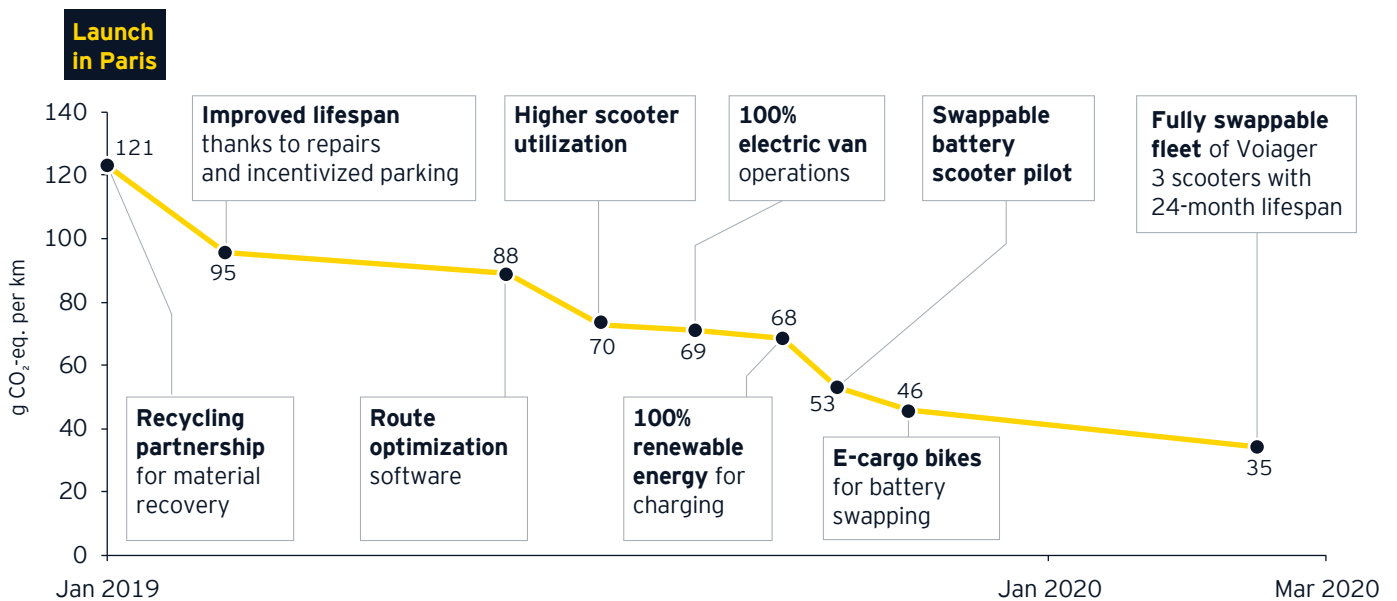 Launch
in Paris
g CO₂-eq. per km
140
120
100
80
60
40
20
0
121
Improved lifespan
thanks to repairs
and incentivized parking
95
88
Higher scooter
utilization
70
100%
electric van
operations
69
68
Swappable
battery
scooter pilot
53
46
Fully swappable
fleet of Voiager
3 scooters with
24-month lifespan
35
Recycling
partnership
for material
recovery
Route
optimization
software
100%
renewable
energy for
charging
E-cargo bikes
for battery
swapping
Jan 2019
Jan 2020
Mar 2020